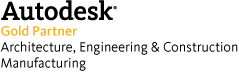 Autodesk®
Gold Partner
Architecture, Engineering & Construction
Manufacturing